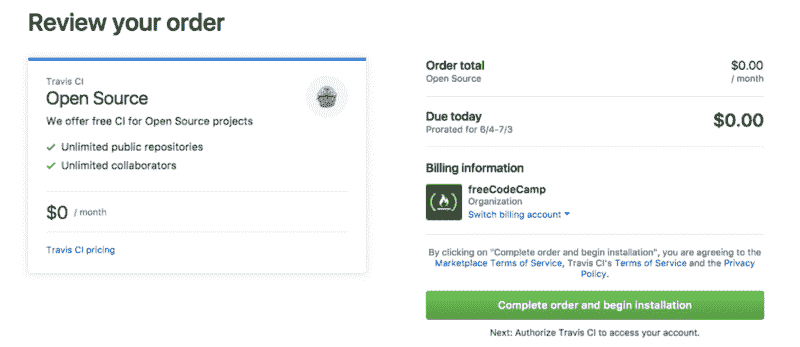 Review your order
Travis CI
Open Source
We offer free CI for Open Source projects
Unlimited public repositories
Unlimited collaborators
$0 / month
Travis CI pricing
Order total $0.00
Open Source / month
Due today $0.00
Prorated for 6/4-7/3
Billing information
freeCodeCamp
Organization
Switch billing account
By clicking on "Complete order and begin installation", you are agreeing to the
Marketplace Terms of Service, Travis CI's Terms of Service and the Privacy
Policy.
Complete order and begin installation
Next: Authorize Travis CI to access your account.